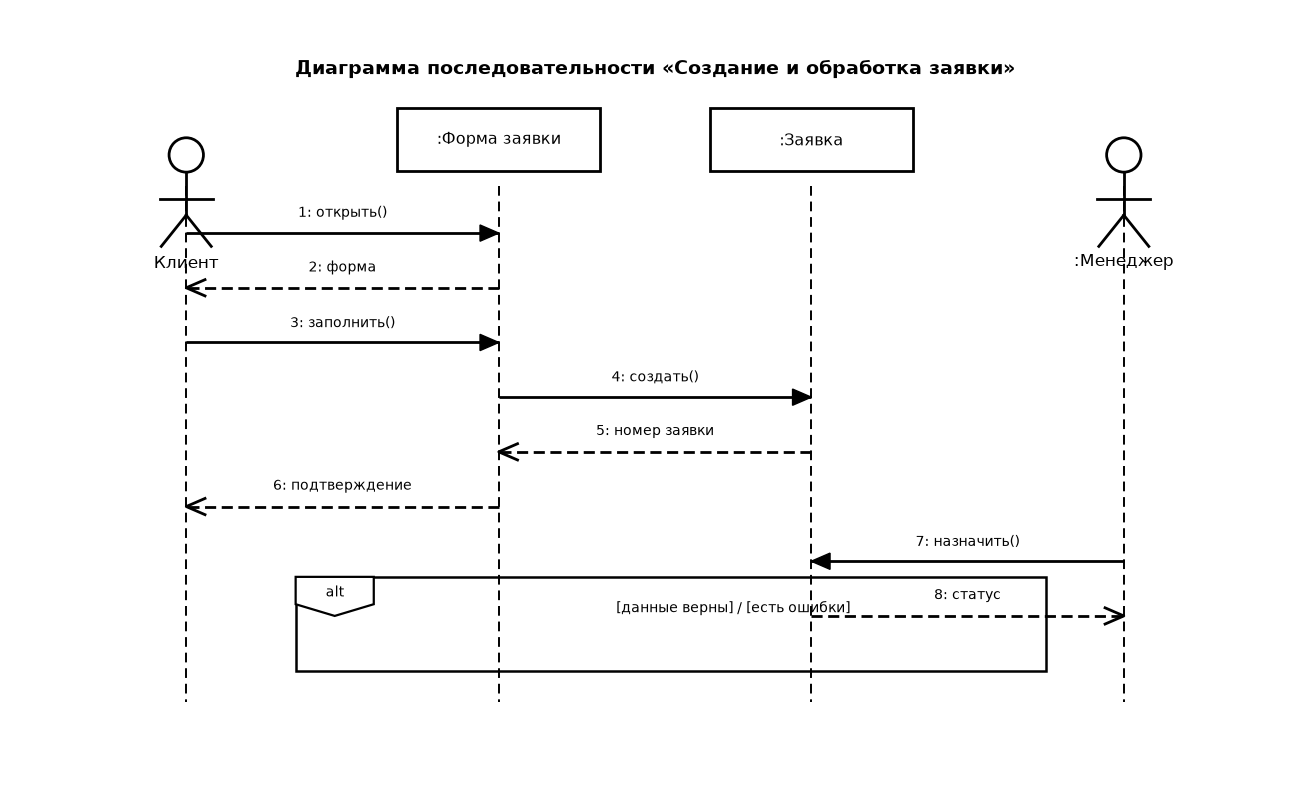 Диаграмма последовательности «Создание и обработка заявки»
:Форма заявки
:Заявка
1: открыть()
Клиент
:Менеджер
2: форма
3: заполнить()
4: создать()
5: номер заявки
6: подтверждение
7: назначить()
alt
8: статус
[данные верны] / [есть ошибки]